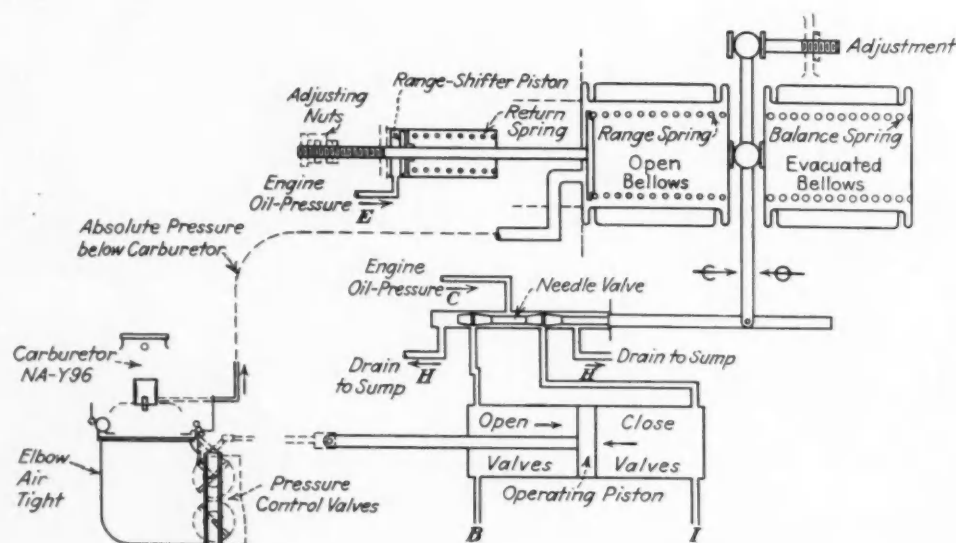 Adjustment
Range-Shifter Piston
Adjusting
Nuts
Return
Spring
Range Spring
Open
Bellows
Balance Spring
Evacuated
Bellows
Engine
Oil-Pressure
E
Absolute Pressure
below Carburetor
Engine
Oil-Pressure
C
Needle Valve
C
O
Drain
to Sump
H
Drain to Sump
H
Carburetor
NA-Y96
Open
Valves
Close
Valves
Elbow
Air
Tight
Pressure
Control Valves
Operating Piston
B
I